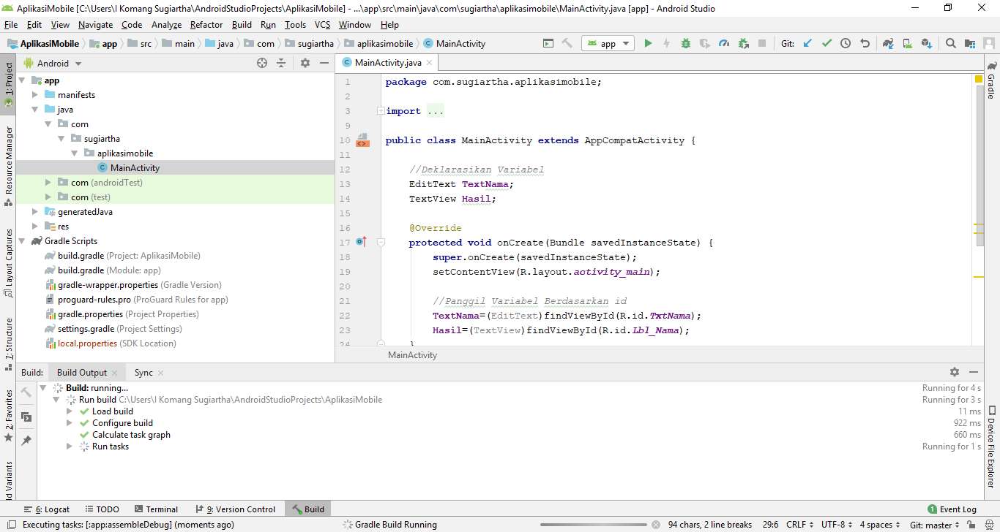 AplikasiMobile [C:\Users\I Komang Sugiartha\AndroidStudioProjects\AplikasiMobile] - ...\app\src\main\java\com\sugiartha\aplikasimobile\MainActivity.java [app] - Android Studio
File Edit View Navigate Code Analyze Refactor Build Run Tools VCS Window Help
AplikasiMobile app src main java com sugiartha aplikasimobile MainActivity app Git:
1: Project
Resource Manager
Layout Captures
7: Structure
2: Favorites
ld Variants
Android
app
manifests
java
com
sugiartha
aplikasimobile
MainActivity
com (androidTest)
com (test)
generatedJava
res
Gradle Scripts
build.gradle (Project: AplikasiMobile)
build.gradle (Module: app)
gradle-wrapper.properties (Gradle Version)
proguard-rules.pro (ProGuard Rules for app)
gradle.properties (Project Properties)
settings.gradle (Project Settings)
local.properties (SDK Location)
MainActivity.java
1 package com.sugiartha.aplikasimobile;
2
3 import ...
9
10 public class MainActivity extends AppCompatActivity {
11
12 //Deklarasikan Variabel
13 EditText TextNama;
14 TextView Hasil;
15
16 @Override
17 protected void onCreate(Bundle savedInstanceState) {
18 super.onCreate(savedInstanceState);
19 setContentView(R.layout.activity_main);
20
21 //Panggil Variabel Berdasarkan id
22 TextNama=(EditText)findViewById(R.id.TxtNama);
23 Hasil=(TextView)findViewById(R.id.Lbl_Nama);
24 }
MainActivity
Gradle
Device File Explorer
Build: Build Output Sync
Build: running... Running for 4 s
Run build C:\Users\I Komang Sugiartha\AndroidStudioProjects\AplikasiMobile Running for 3 s
Load build 11 ms
Configure build 922 ms
Calculate task graph 660 ms
Run tasks Running for 1 s
6: Logcat TODO Terminal 9: Version Control Build 1 Event Log
Executing tasks: [:app:assembleDebug] (moments ago) Gradle Build Running 94 chars, 2 line breaks 29:6 CRLF UTF-8 4 spaces Git: master